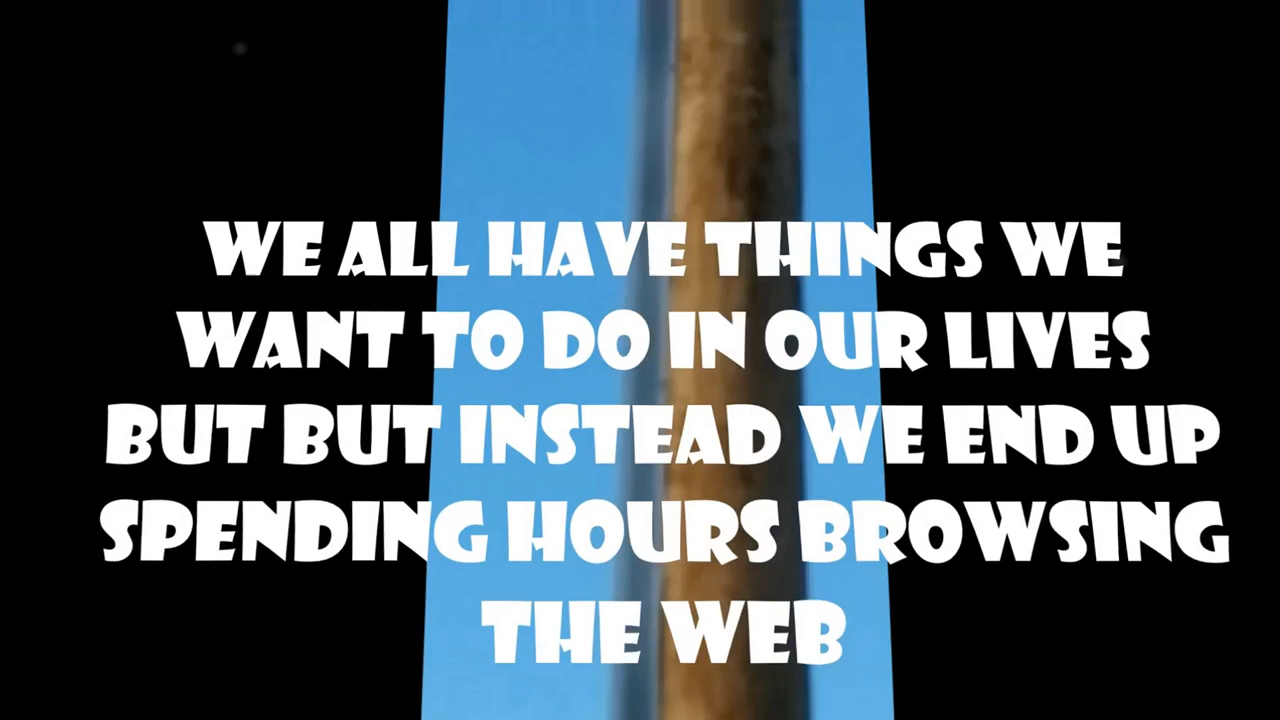 WE ALL HAVE THINGS WE
WANT TO DO IN OUR LIVES
BUT BUT INSTEAD WE END UP
SPENDING HOURS BROWSING
THE WEB